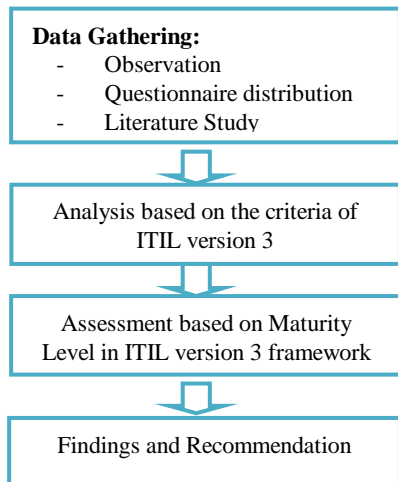 Data Gathering:
- Observation
- Questionnaire distribution
- Literature Study
Analysis based on the criteria of
ITIL version 3
Assessment based on Maturity
Level in ITIL version 3 framework
Findings and Recommendation